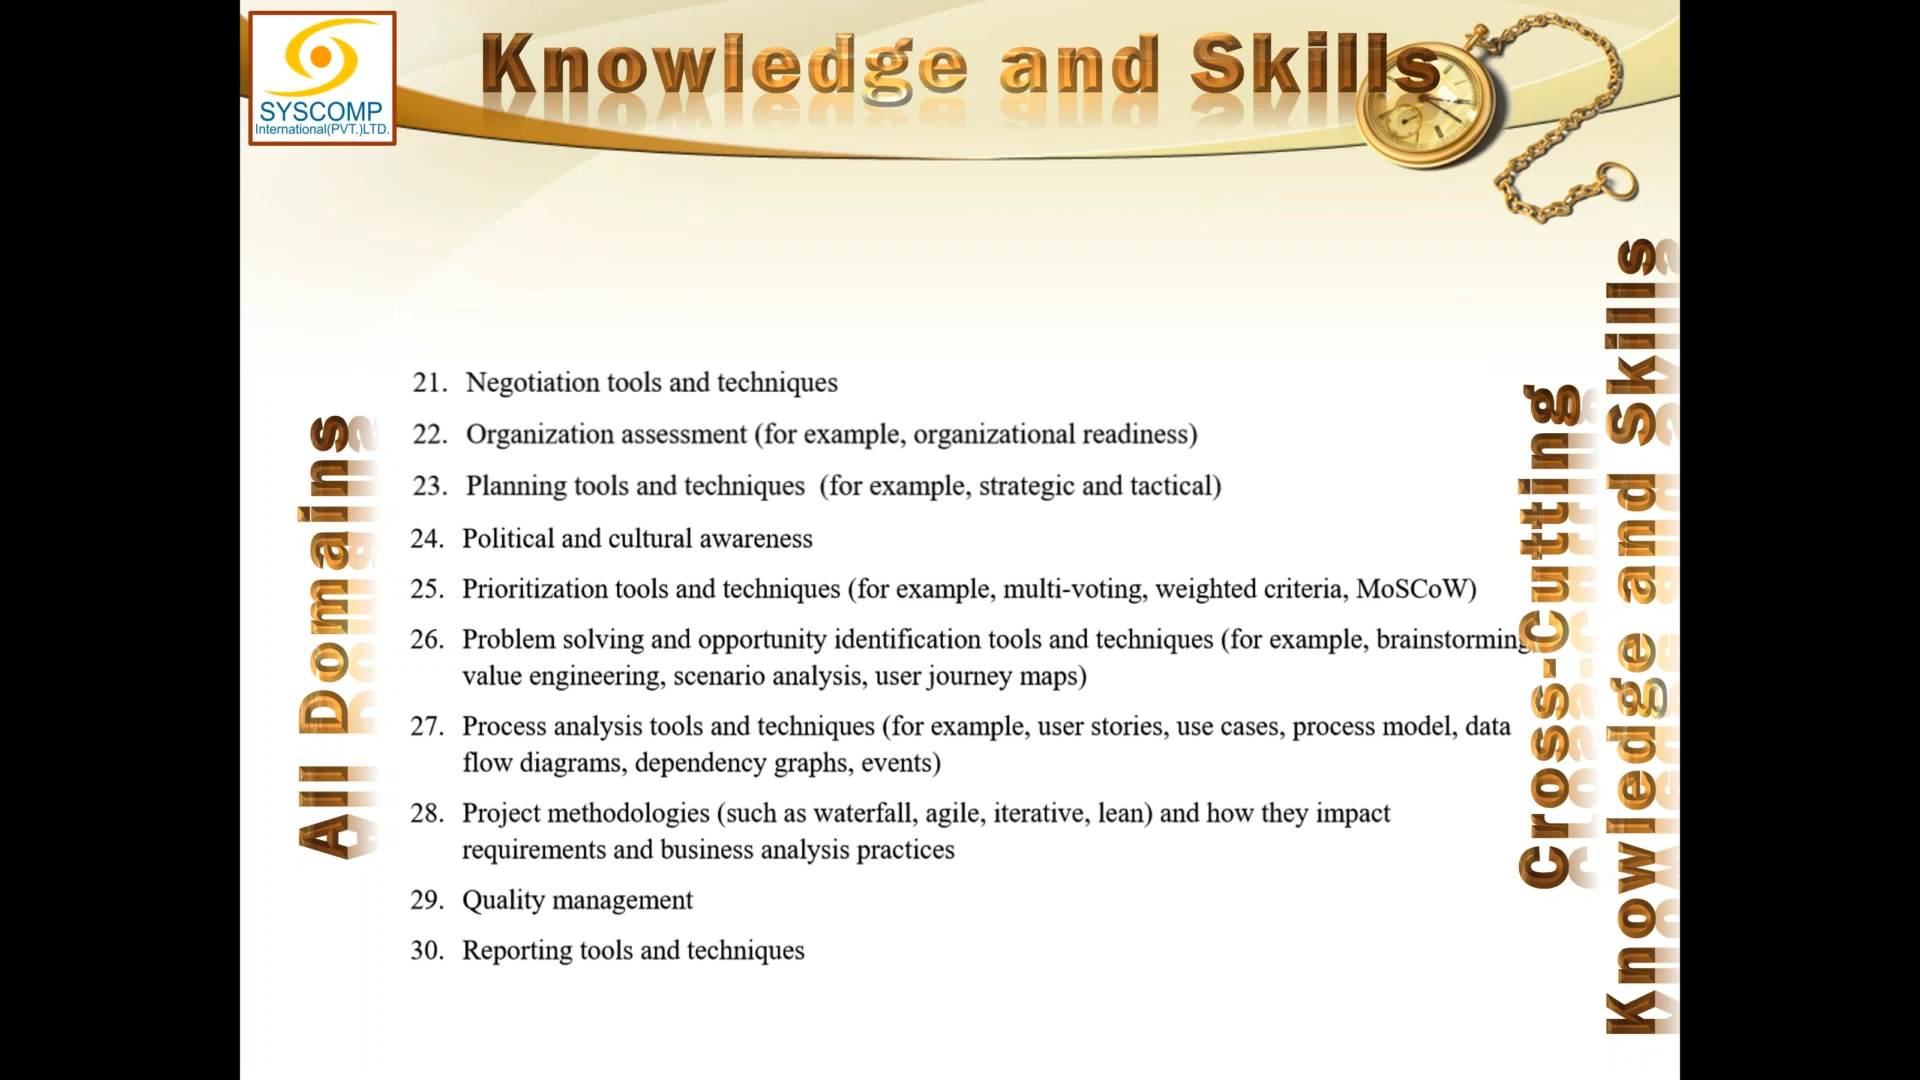 SYSCOMP
International(PVT.)LTD.
Knowledge and Skills
All Domains
21. Negotiation tools and techniques
22. Organization assessment (for example, organizational readiness)
23. Planning tools and techniques (for example, strategic and tactical)
24. Political and cultural awareness
25. Prioritization tools and techniques (for example, multi-voting, weighted criteria, MoSCoW)
26. Problem solving and opportunity identification tools and techniques (for example, brainstorming,
value engineering, scenario analysis, user journey maps)
27. Process analysis tools and techniques (for example, user stories, use cases, process model, data
flow diagrams, dependency graphs, events)
28. Project methodologies (such as waterfall, agile, iterative, lean) and how they impact
requirements and business analysis practices
29. Quality management
30. Reporting tools and techniques
Cross-Cutting
Knowledge and Skills